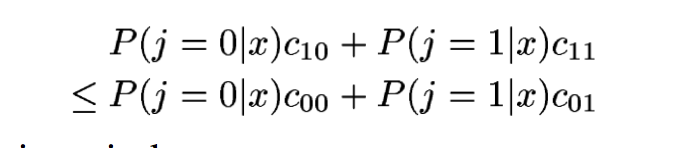 P(j = 0|x)c₁₀ + P(j = 1|x)c₁₁
≤ P(j = 0|x)c₀₀ + P(j = 1|x)c₀₁